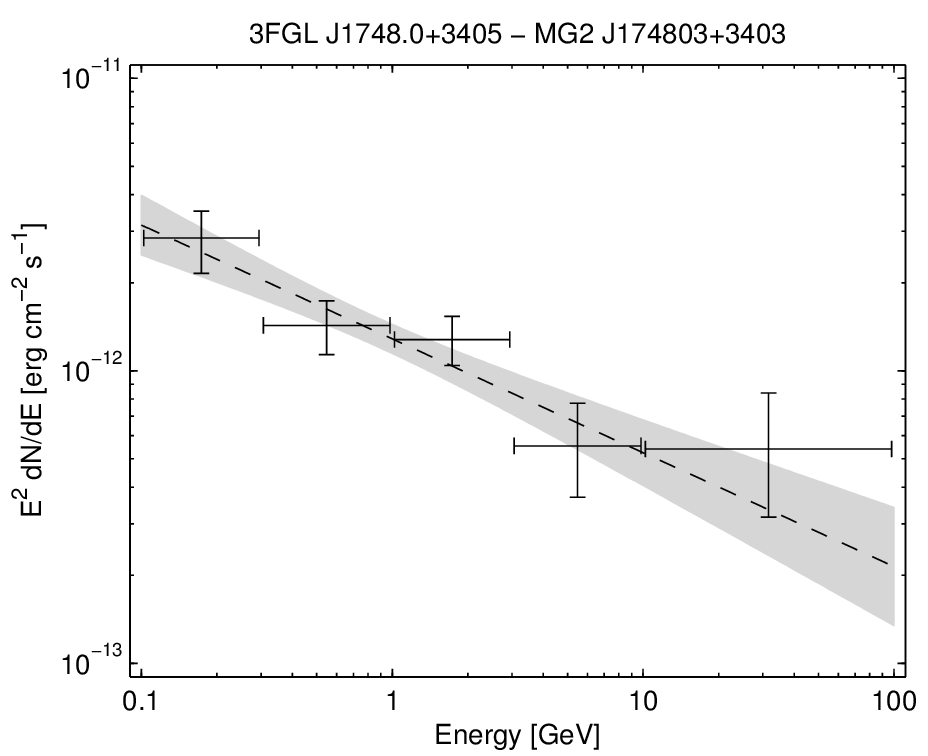 3FGL J1748.0+3405 − MG2 J174803+3403
10⁻¹¹
10⁻¹²
10⁻¹³
E² dN/dE [erg cm⁻² s⁻¹]
0.1 1 10 100
Energy [GeV]